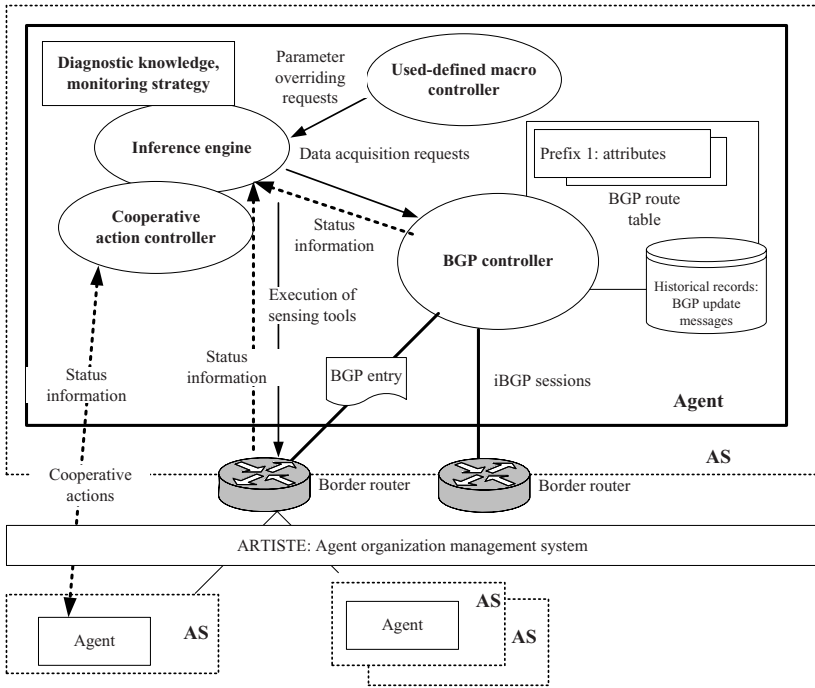 Diagnostic knowledge,
monitoring strategy
Parameter
overriding
requests
Used-defined macro
controller
Inference engine
Data acquisition requests
Prefix 1: attributes
BGP route
table
Cooperative
action controller
Status
information
BGP controller
Historical records:
BGP update
messages
Execution of
sensing tools
Status
information
Status
information
BGP entry
iBGP sessions
Agent
AS
Cooperative
actions
Border router
Border router
ARTISTE: Agent organization management system
Agent
AS
Agent
AS
AS